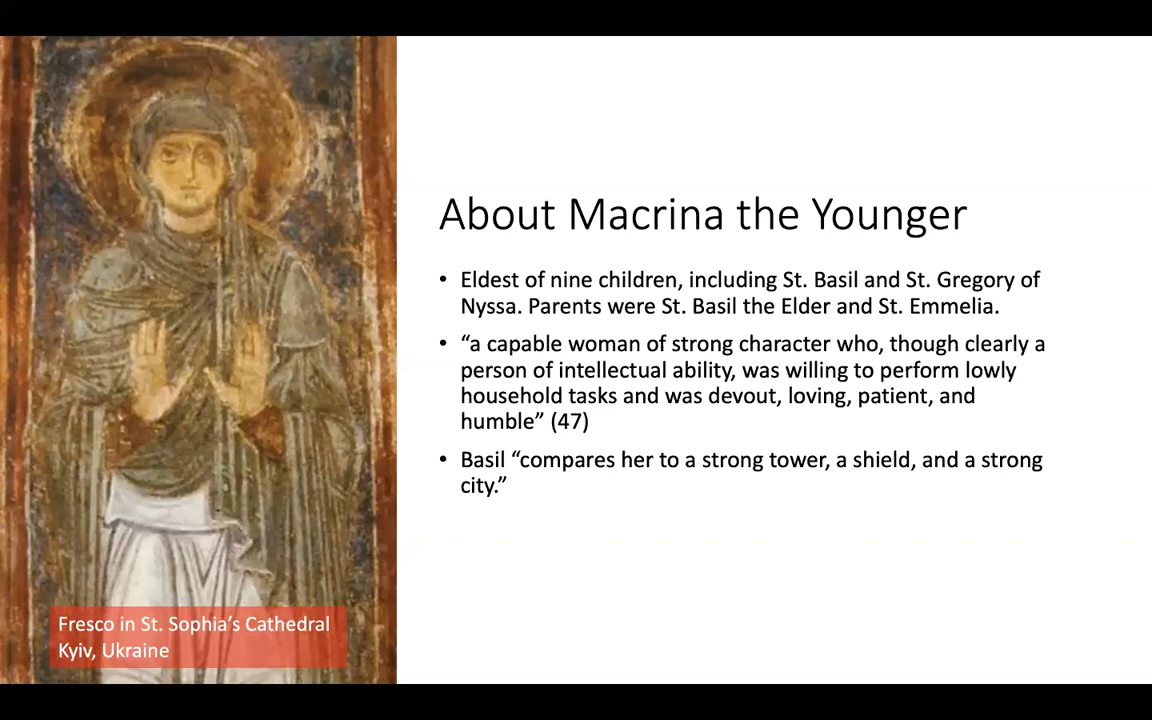 About Macrina the Younger
• Eldest of nine children, including St. Basil and St. Gregory of
Nyssa. Parents were St. Basil the Elder and St. Emmelia.
• “a capable woman of strong character who, though clearly a
person of intellectual ability, was willing to perform lowly
household tasks and was devout, loving, patient, and
humble” (47)
• Basil “compares her to a strong tower, a shield, and a strong
city.”
Fresco in St. Sophia’s Cathedral
Kyiv, Ukraine